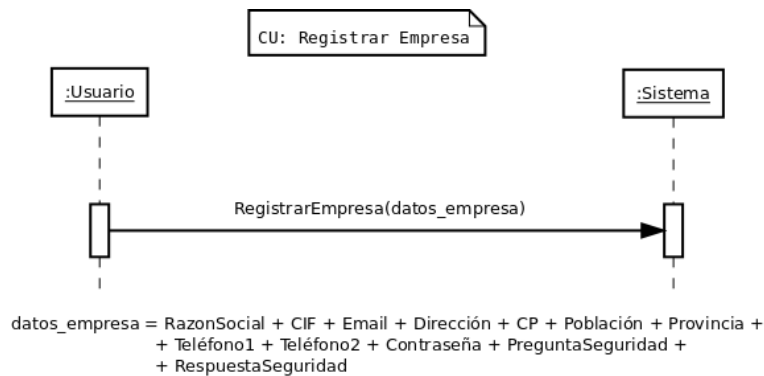 CU: Registrar Empresa
:Usuario
:Sistema
RegistrarEmpresa(datos_empresa)
datos_empresa = RazonSocial + CIF + Email + Dirección + CP + Población + Provincia +
+ Teléfono1 + Teléfono2 + Contraseña + PreguntaSeguridad +
+ RespuestaSeguridad